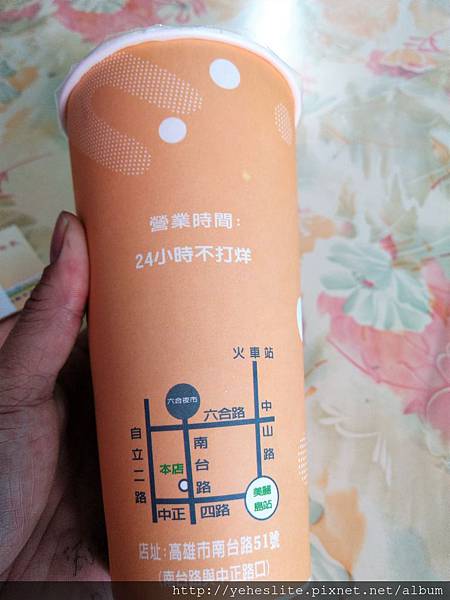 營業時間:
24小時不打烊
火車站
六合夜市
六合路
中山路
自立二路
南台路
本店
美麗
島站
中正四路
店址:高雄市南台路51號
(南台路與中正路口)
http://yeheslite.pixnet.net/album